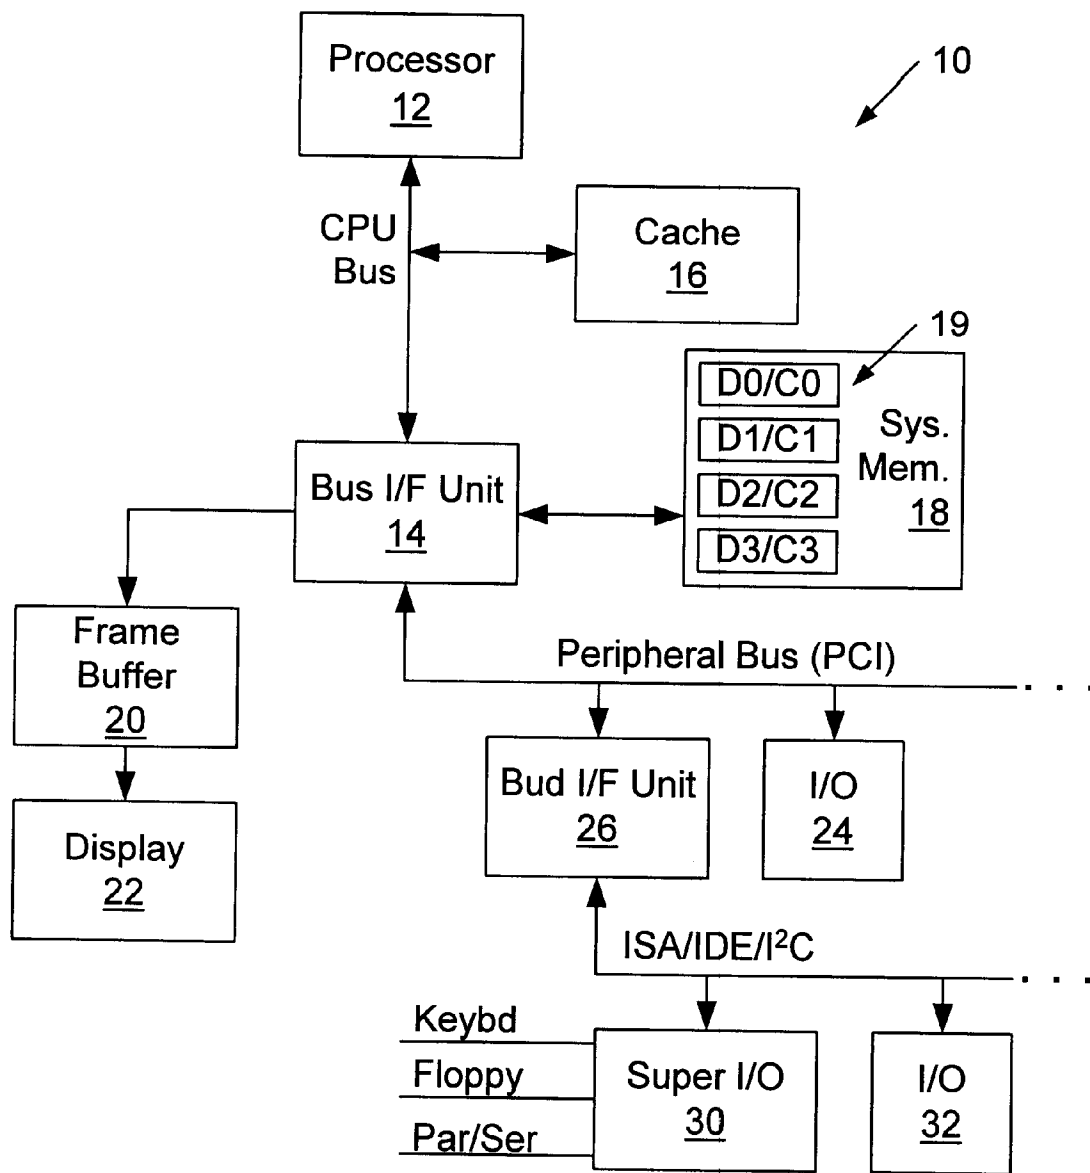 Processor
12
10
CPU
Bus
Cache
16
19
D0/C0
D1/C1
D2/C2
D3/C3
Sys.
Mem.
18
Bus I/F Unit
14
Frame
Buffer
20
Peripheral Bus (PCI)
Bud I/F Unit
26
I/O
24
Display
22
ISA/IDE/I²C
Keybd
Floppy
Par/Ser
Super I/O
30
I/O
32